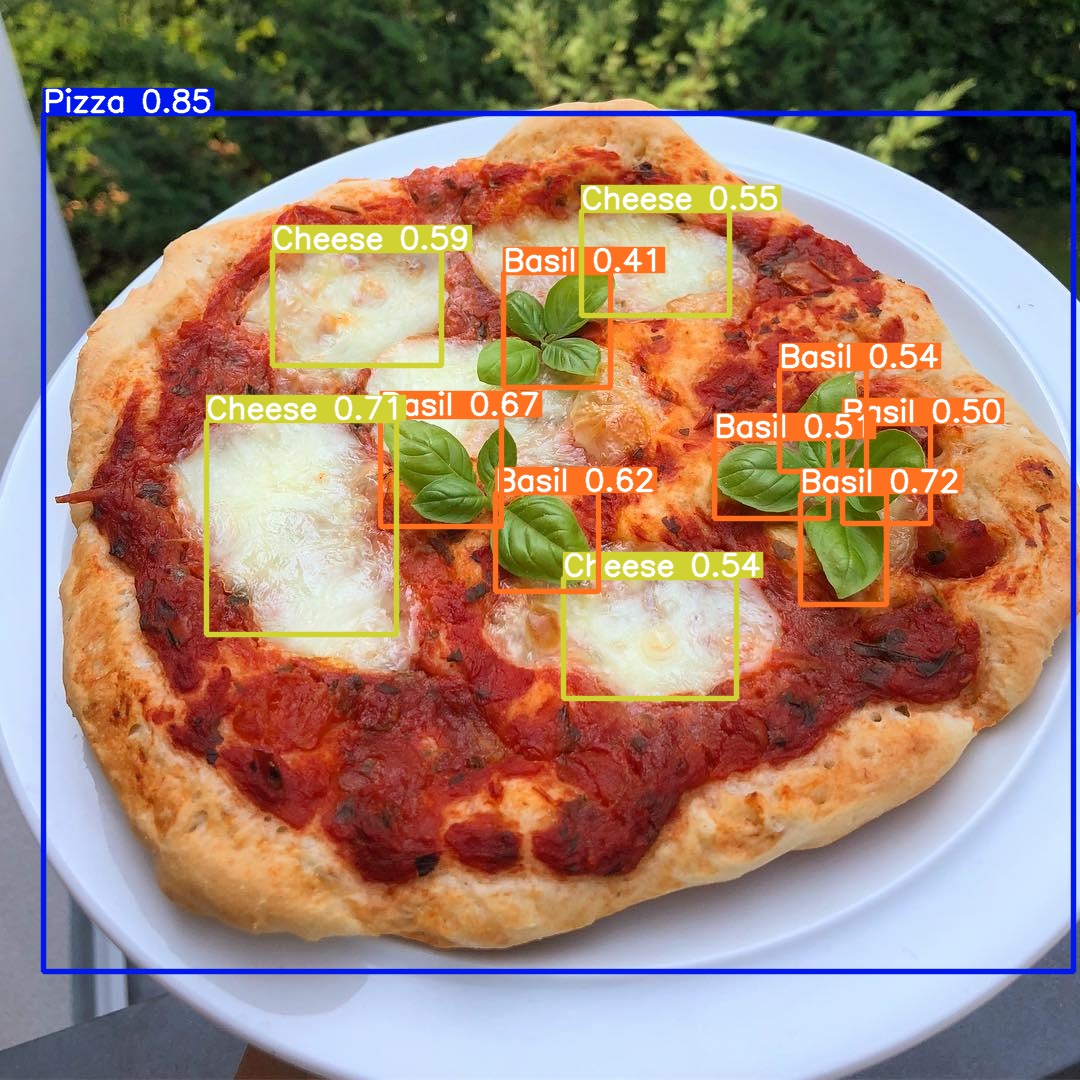 Pizza 0.85
Cheese 0.55
Cheese 0.59
Basil 0.41
Basil 0.54
Cheese 0.71
asil 0.67
Basil 0.50
Basil 0.51
Basil 0.62
Basil 0.72
Cheese 0.54